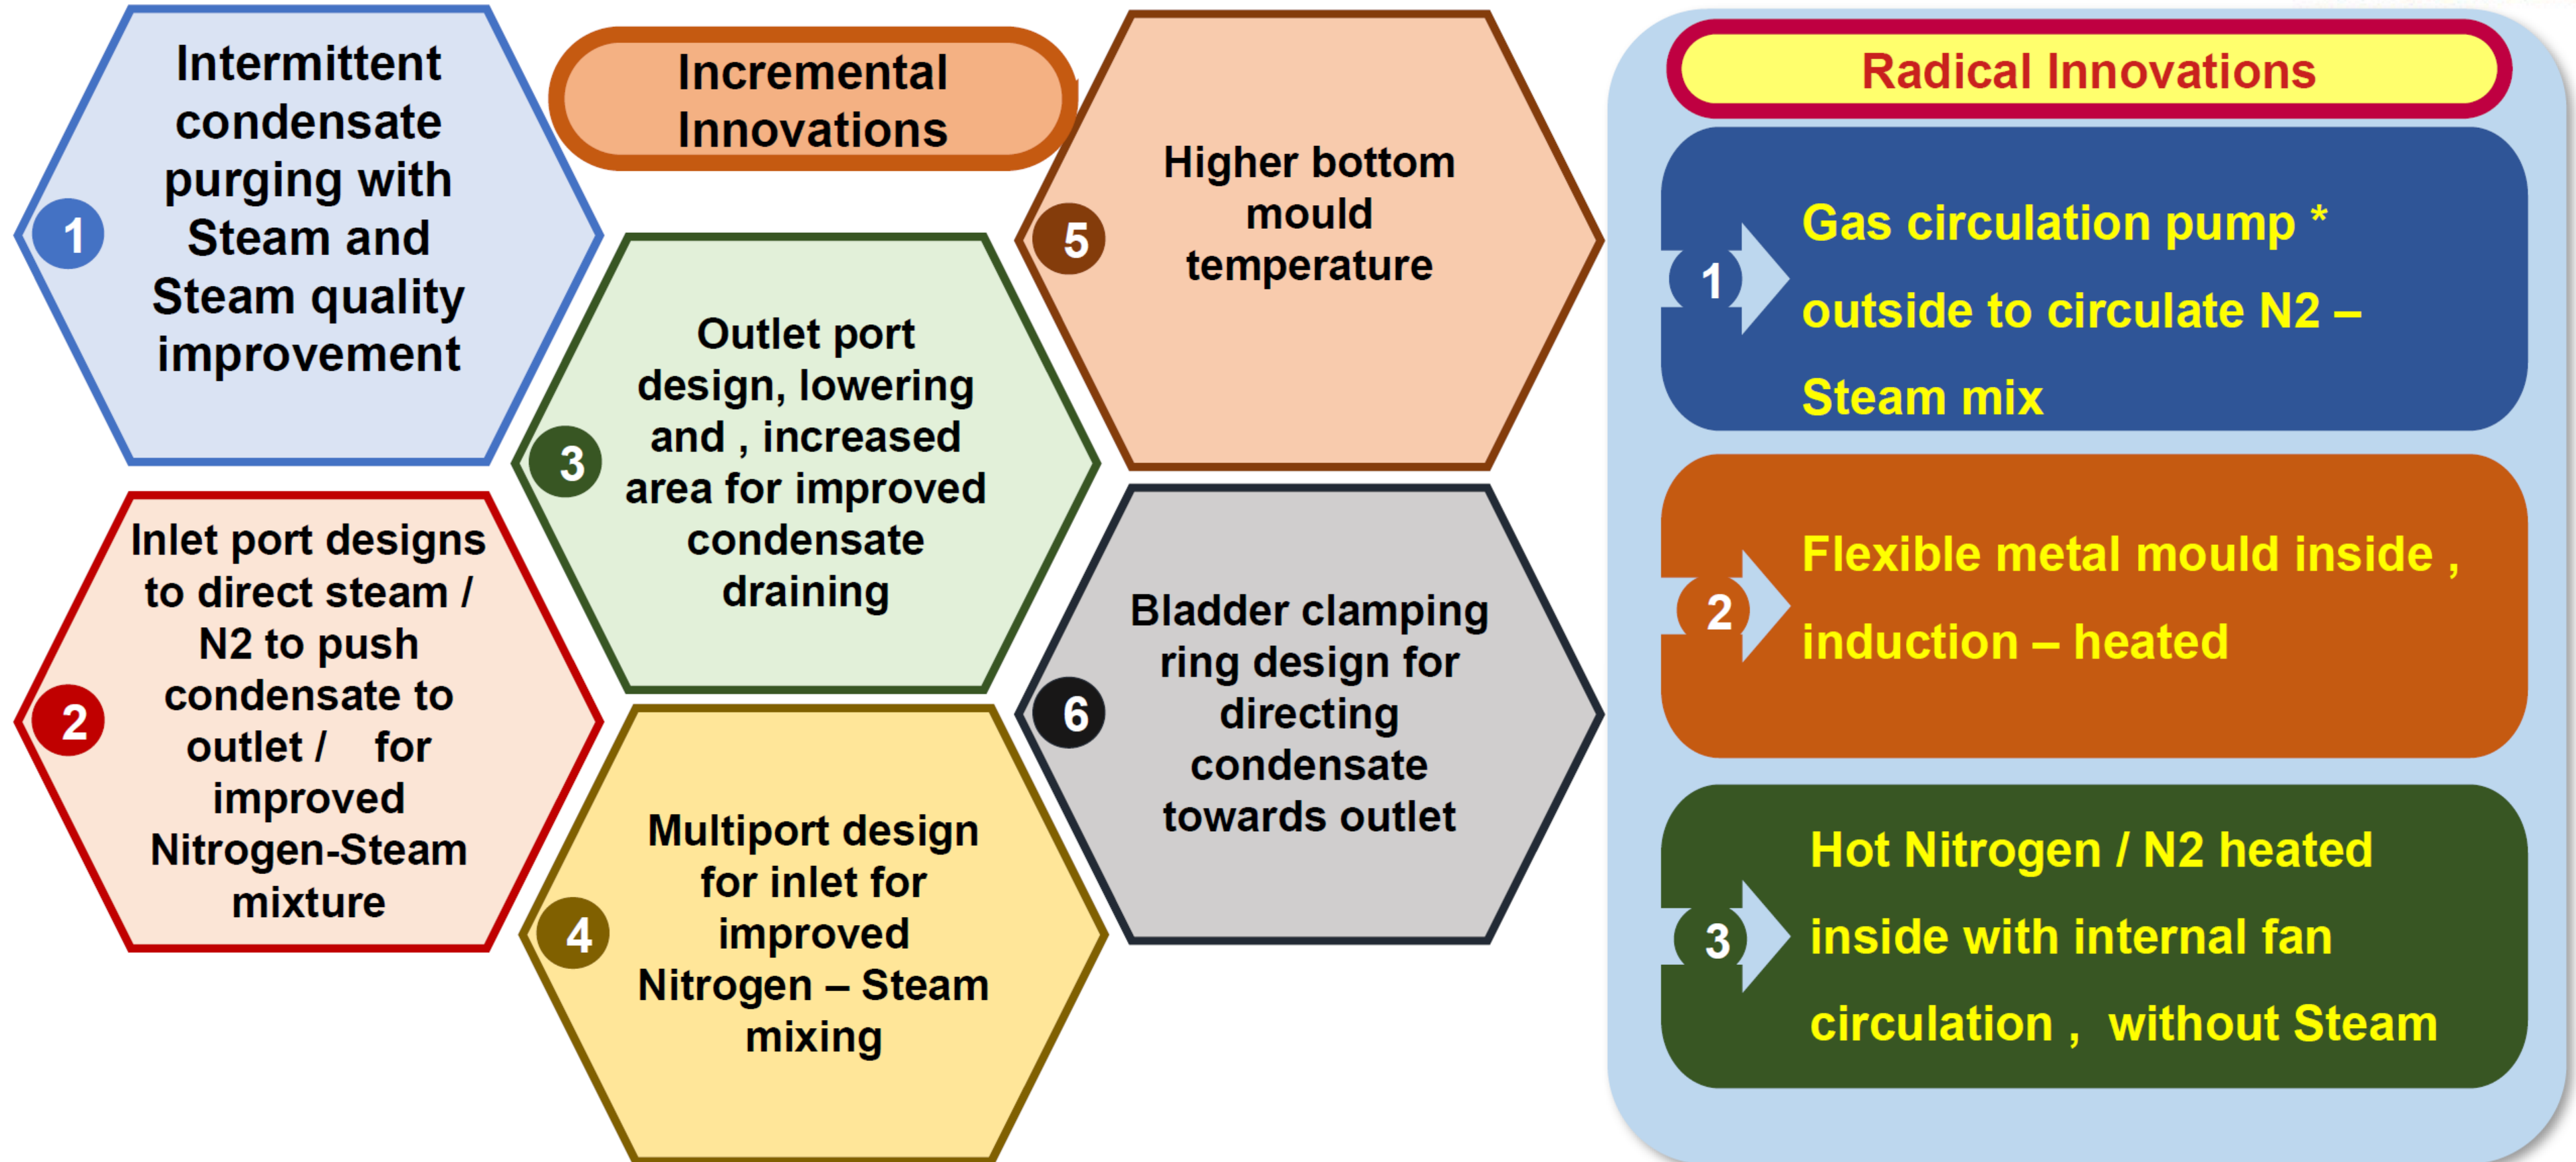 Intermittent
condensate
purging with
Steam and
Steam quality
improvement
1
Inlet port designs
to direct steam /
N2 to push
condensate to
outlet /    for
improved
Nitrogen-Steam
mixture
2
Incremental
Innovations
Outlet port
design, lowering
and , increased
area for improved
condensate
draining
3
Multiport design
for inlet for
improved
Nitrogen – Steam
mixing
4
Higher bottom
mould
temperature
5
Bladder clamping
ring design for
directing
condensate
towards outlet
6
Radical Innovations
1
Gas circulation pump *
outside to circulate N2 –
Steam mix
2
Flexible metal mould inside ,
induction – heated
3
Hot Nitrogen / N2 heated
inside with internal fan
circulation ,  without Steam